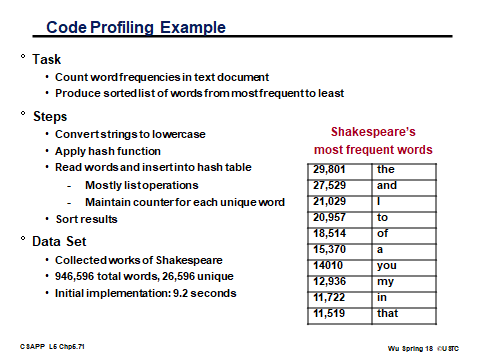 Code Profiling Example
° Task
• Count word frequencies in text document
• Produce sorted list of words from most frequent to least
° Steps
• Convert strings to lowercase
• Apply hash function
• Read words and insert into hash table
- Mostly list operations
- Maintain counter for each unique word
• Sort results
° Data Set
• Collected works of Shakespeare
• 946,596 total words, 26,596 unique
• Initial implementation: 9.2 seconds
Shakespeare's
most frequent words
29,801 the
27,529 and
21,029 I
20,957 to
18,514 of
15,370 a
14010 you
12,936 my
11,722 in
11,519 that
CSAPP L5 Chp5.71
Wu Spring 18 ©USTC